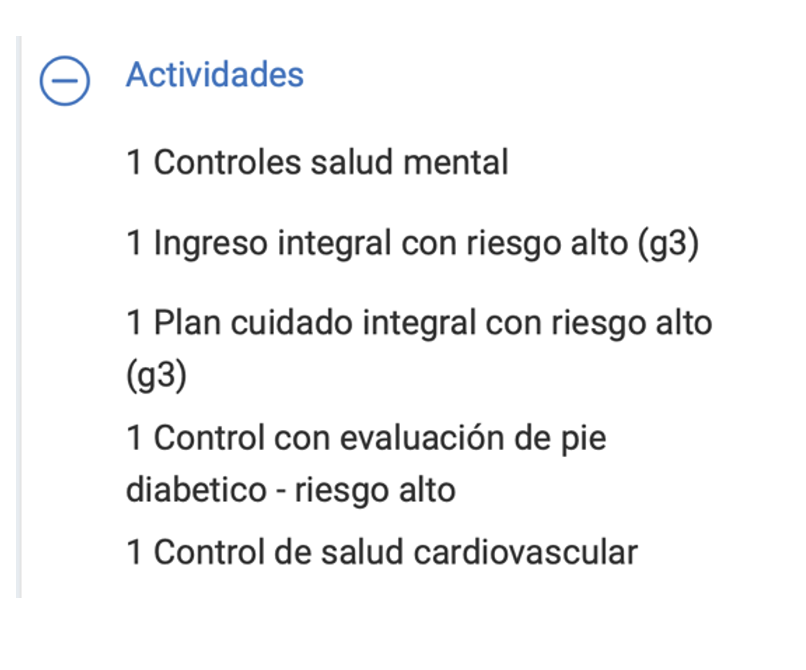 Actividades
1 Controles salud mental
1 Ingreso integral con riesgo alto (g3)
1 Plan cuidado integral con riesgo alto
(g3)
1 Control con evaluación de pie
diabetico - riesgo alto
1 Control de salud cardiovascular